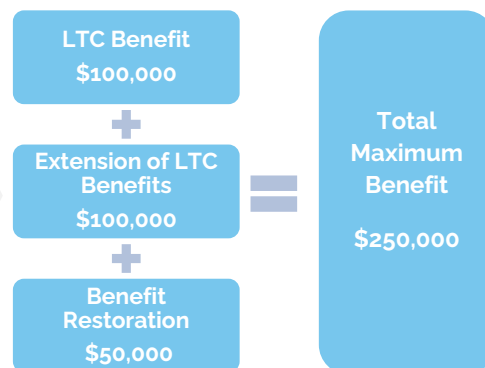 LTC Benefit
$100,000
+
Extension of LTC
Benefits
$100,000
+
Benefit
Restoration
$50,000
=
Total
Maximum
Benefit
$250,000